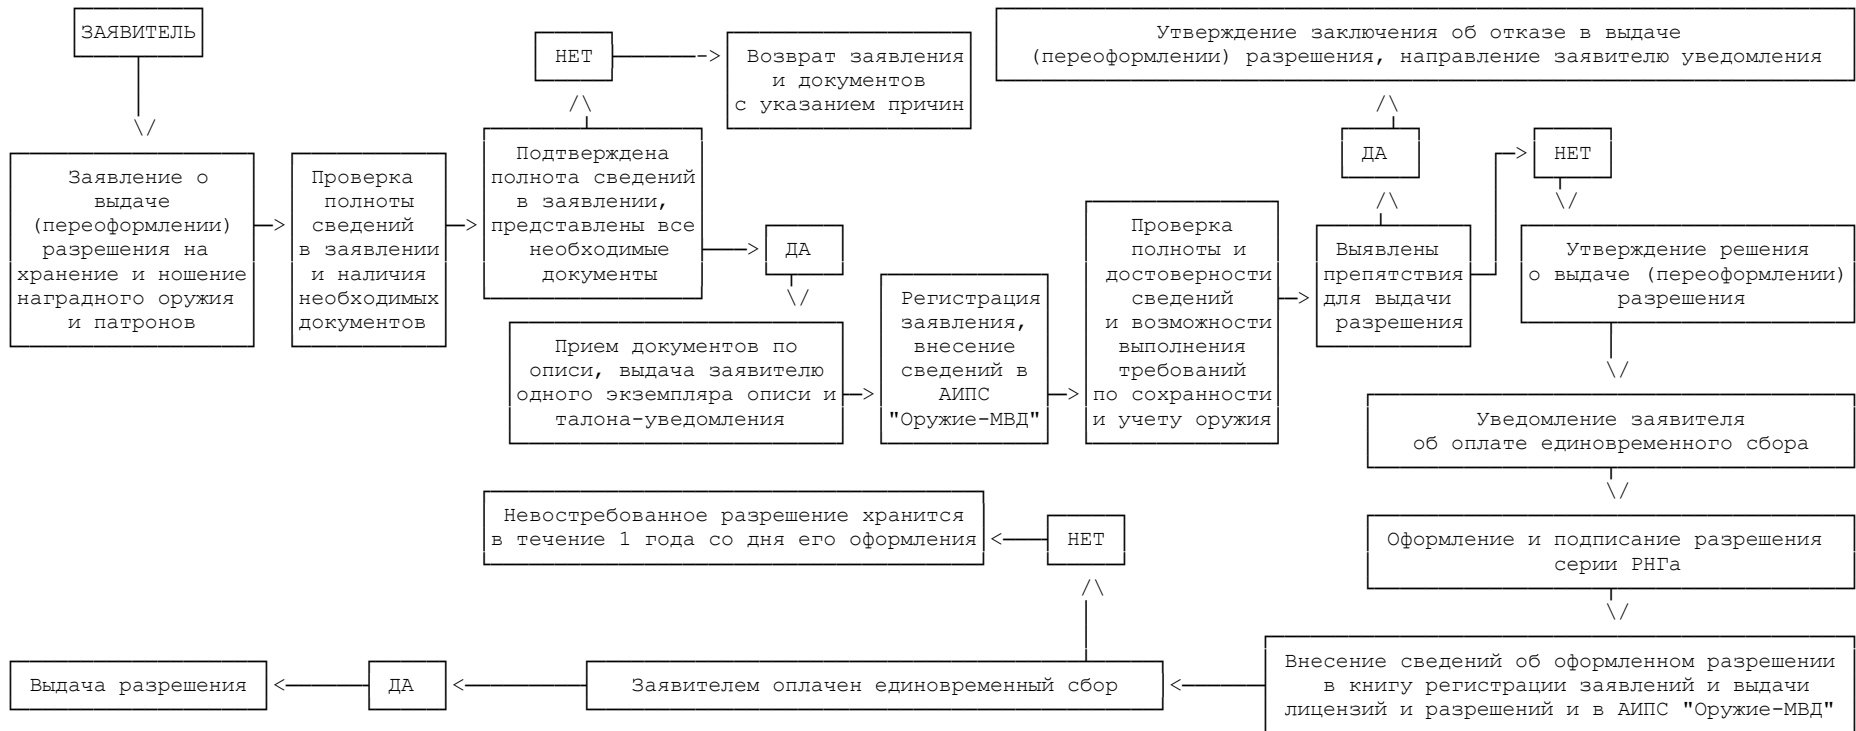 ЗАЯВИТЕЛЬ
Заявление о
выдаче
(переоформлении)
разрешения на
хранение и ношение
наградного оружия
и патронов
Проверка
полноты
сведений
в заявлении
и наличия
необходимых
документов
Подтверждена
полнота сведений
в заявлении,
представлены все
необходимые
документы
НЕТ
Возврат заявления
и документов
с указанием причин
ДА
Прием документов по
описи, выдача заявителю
одного экземпляра описи и
талона-уведомления
Регистрация
заявления,
внесение
сведений в
АИПС
"Оружие-МВД"
Проверка
полноты и
достоверности
сведений
и возможности
выполнения
требований
по сохранности
и учету оружия
Выявлены
препятствия
для выдачи
разрешения
ДА
Утверждение заключения об отказе в выдаче
(переоформлении) разрешения, направление заявителю уведомления
НЕТ
Утверждение решения
о выдаче (переоформлении)
разрешения
Уведомление заявителя
об оплате единовременного сбора
Оформление и подписание разрешения
серии РНГа
Внесение сведений об оформленном разрешении
в книгу регистрации заявлений и выдачи
лицензий и разрешений и в АИПС "Оружие-МВД"
Заявителем оплачен единовременный сбор
НЕТ
Невостребованное разрешение хранится
в течение 1 года со дня его оформления
ДА
Выдача разрешения